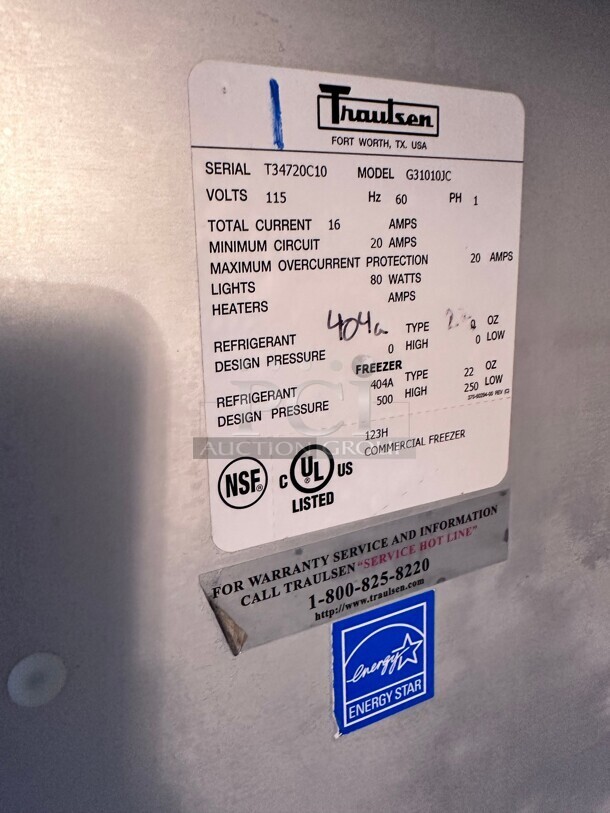 Traulsen
FORT WORTH, TX. USA
SERIAL T34720C10 MODEL G31010JC
VOLTS 115 Hz 60 PH 1
TOTAL CURRENT 16 AMPS
MINIMUM CIRCUIT 20 AMPS
MAXIMUM OVERCURRENT PROTECTION 20 AMPS
LIGHTS 80 WATTS
HEATERS AMPS
404a
REFRIGERANT TYPE 0 OZ
DESIGN PRESSURE 0 HIGH 0 LOW
FREEZER
REFRIGERANT 404A TYPE 22 OZ
DESIGN PRESSURE 500 HIGH 250 LOW
123H
COMMERCIAL FREEZER
PCI
AUCTION GROUP
NSF®
C UL US
LISTED
FOR WARRANTY SERVICE AND INFORMATION
CALL TRAULSEN "SERVICE HOT LINE"
1-800-825-8220
http://www.traulsen.com
energy
ENERGY STAR